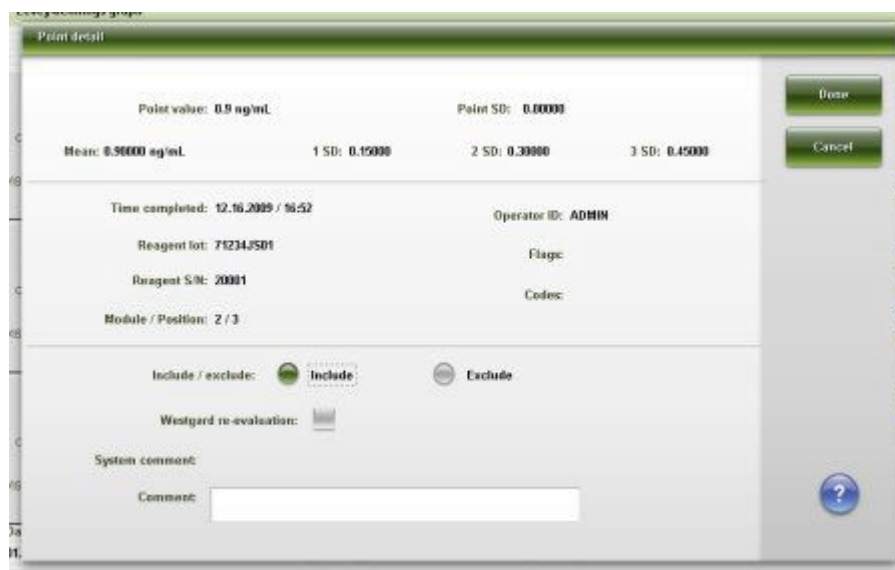 Point detail
Point value: 0.9 ng/mL Point SD: 0.00000
Mean: 0.90000 ng/mL 1 SD: 0.15000 2 SD: 0.30000 3 SD: 0.45000
Time completed: 12.16.2009 / 16:52
Operator ID: ADMIN
Reagent lot: 71234JS01
Flags:
Reagent S/N: 20001
Codes:
Module / Position: 2 / 3
Include / exclude: Include Exclude
Westgard re-evaluation:
System comment:
Comment:
Done
Cancel
?